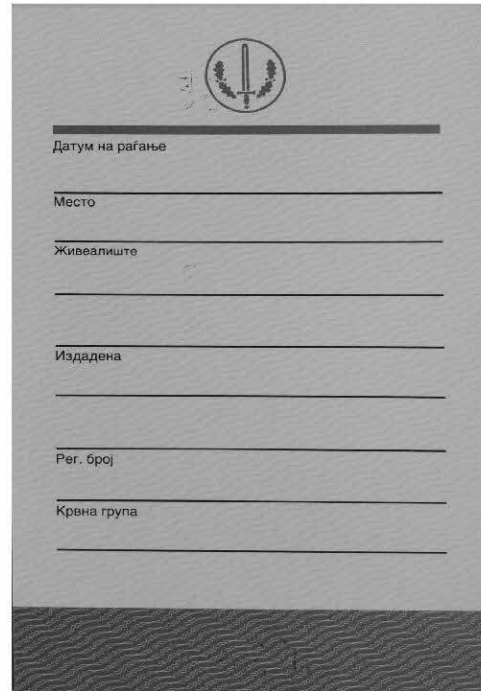 Датум на раѓање
Место
Живеалиште
Издадена
Рег. број
Крвна група